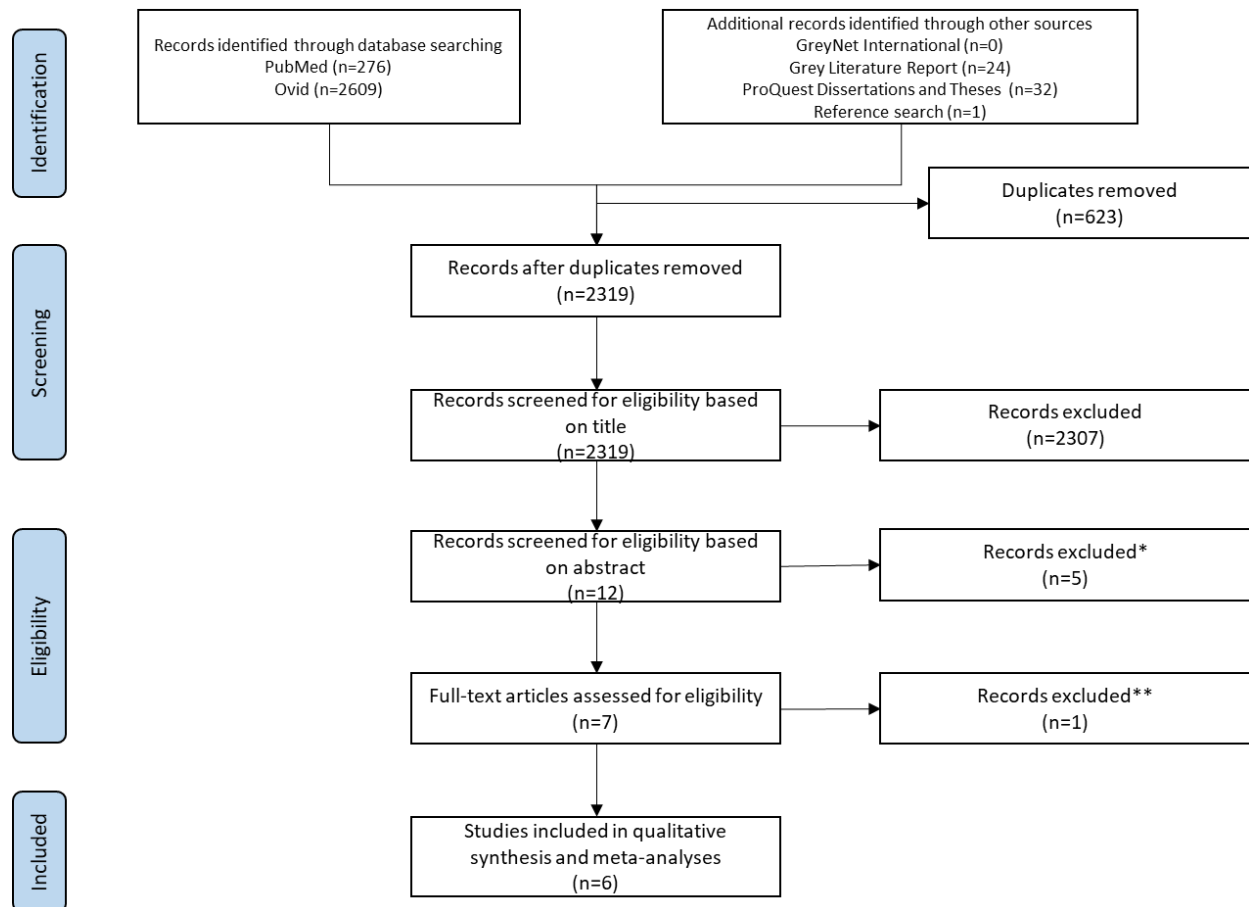 Identification
Records identified through database searching
PubMed (n=276)
Ovid (n=2609)
Additional records identified through other sources
GreyNet International (n=0)
Grey Literature Report (n=24)
ProQuest Dissertations and Theses (n=32)
Reference search (n=1)
Duplicates removed
(n=623)
Screening
Records after duplicates removed
(n=2319)
Records screened for eligibility based
on title
(n=2319)
Records excluded
(n=2307)
Eligibility
Records screened for eligibility based
on abstract
(n=12)
Records excluded*
(n=5)
Full-text articles assessed for eligibility
(n=7)
Records excluded**
(n=1)
Included
Studies included in qualitative
synthesis and meta-analyses
(n=6)